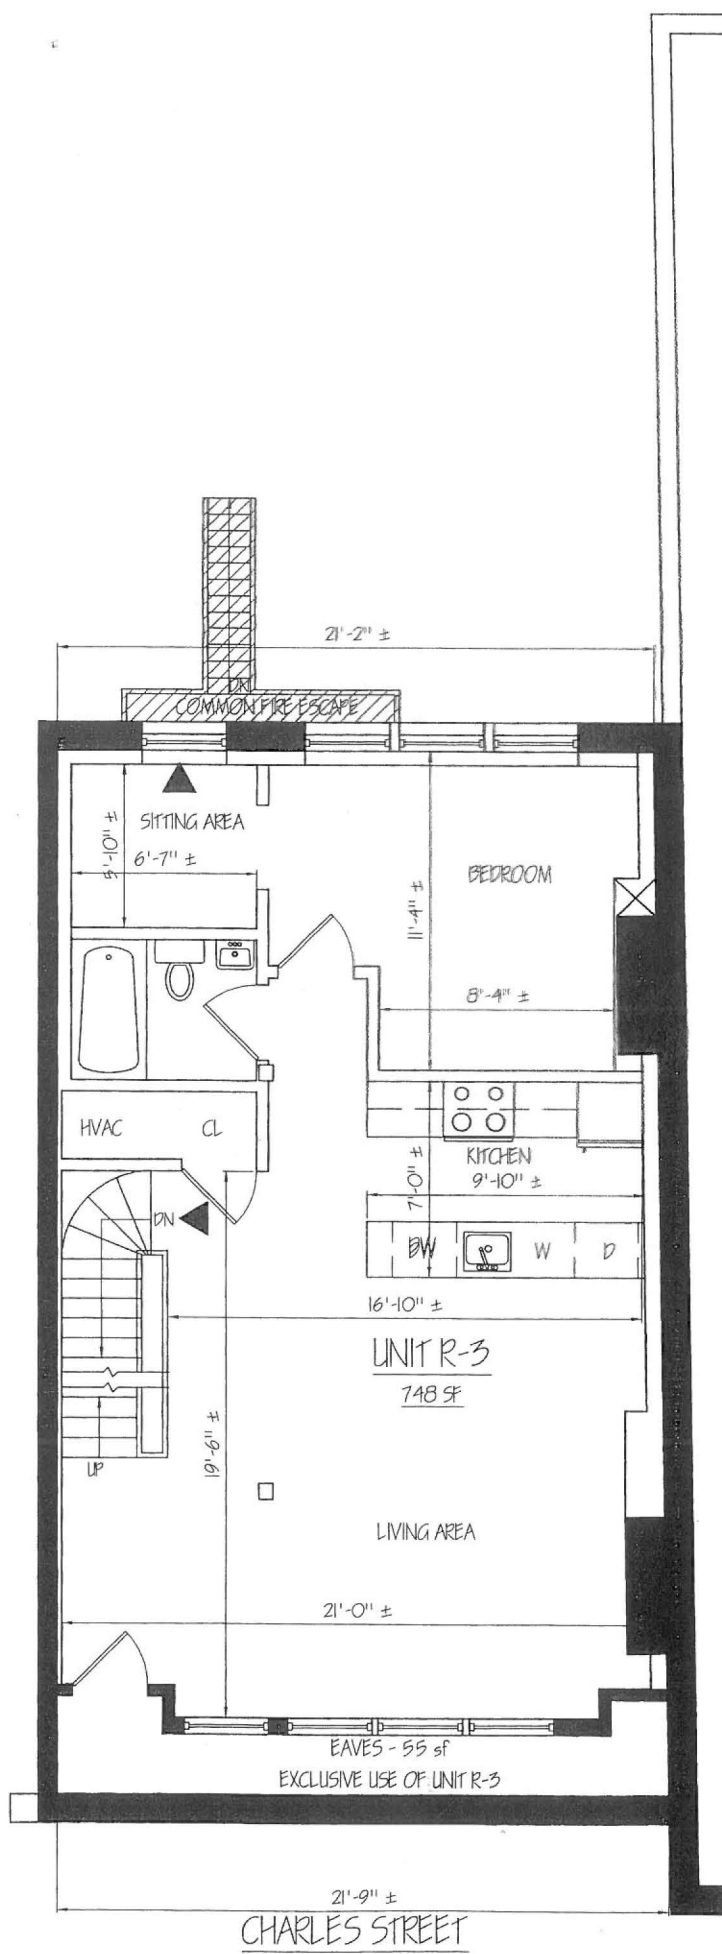 21'-2" ±
DN
COMMON FIRE ESCAPE
SITTING AREA
5'-10" ±
6'-7" ±
BEDROOM
11'-4" ±
8'-4" ±
HVAC
CL
KITCHEN
9'-10" ±
7'-0" ±
DN
DW
W
D
16'-10" ±
UNIT R-3
748 SF
19'-6" ±
UP
LIVING AREA
21'-0" ±
EAVES - 55 sf
EXCLUSIVE USE OF UNIT R-3
21'-9" ±
CHARLES STREET